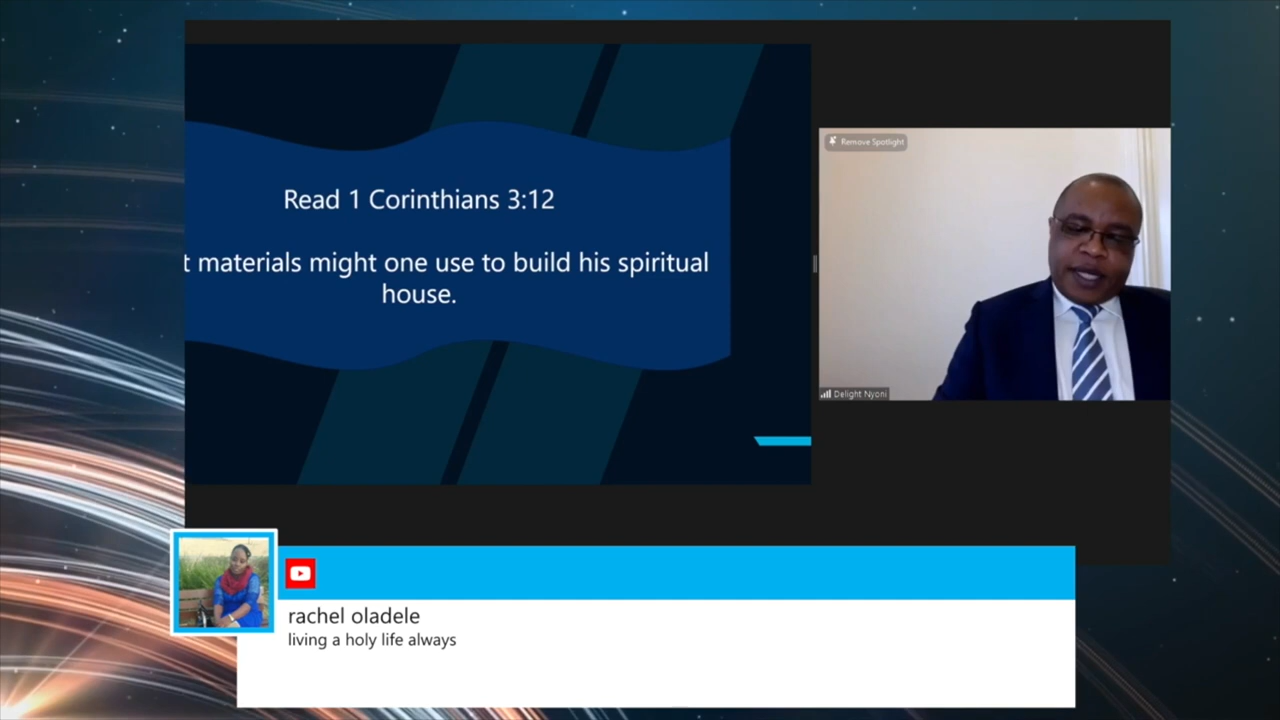 Read 1 Corinthians 3:12
t materials might one use to build his spiritual
house.
Remove Spotlight
Delight Nyoni
rachel oladele
living a holy life always